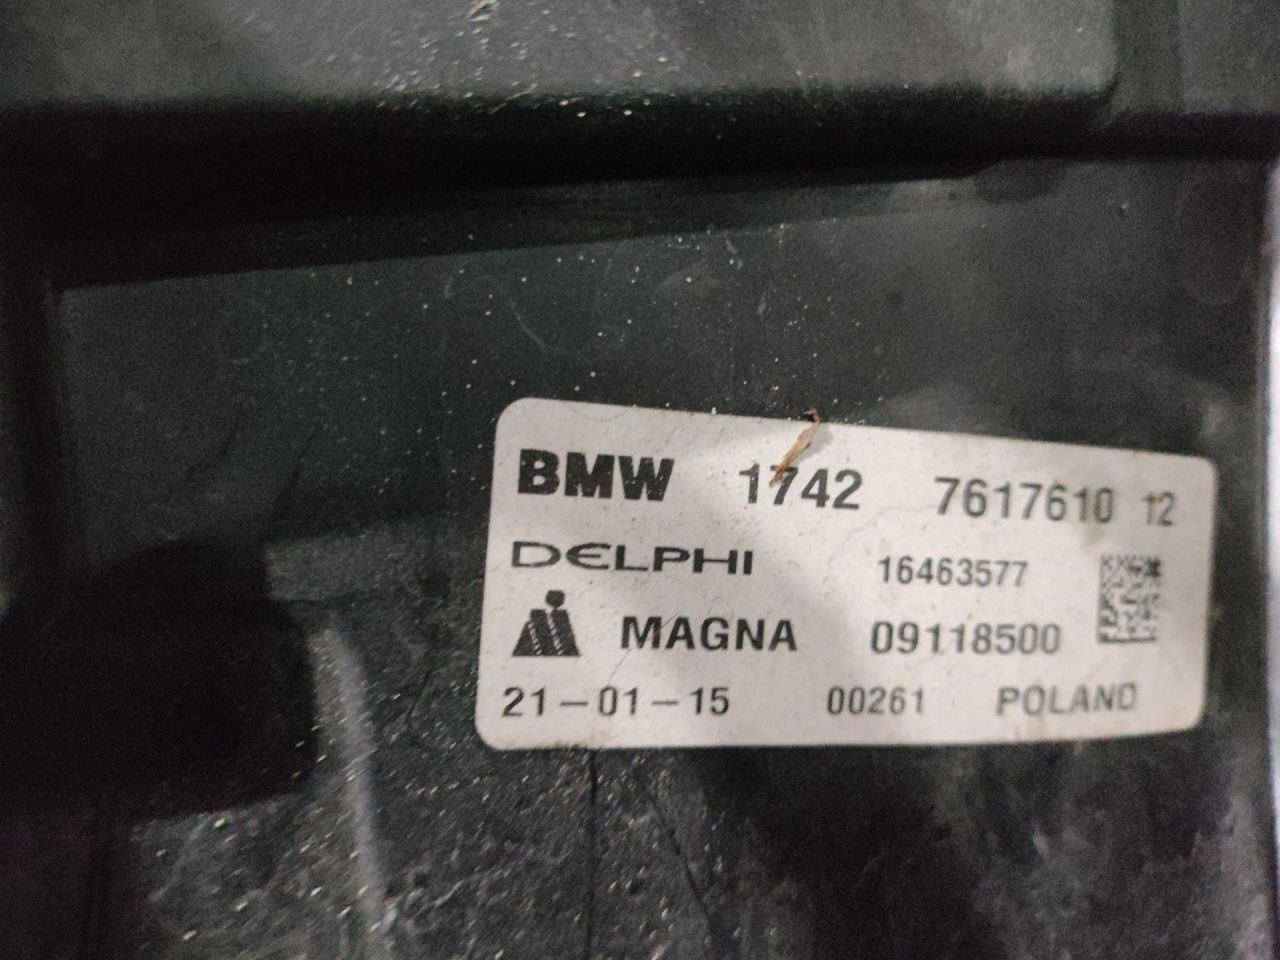 BMW 1742 7617610 12
DELPHI 16463577
MAGNA 09118500
21-01-15 00261 POLAND